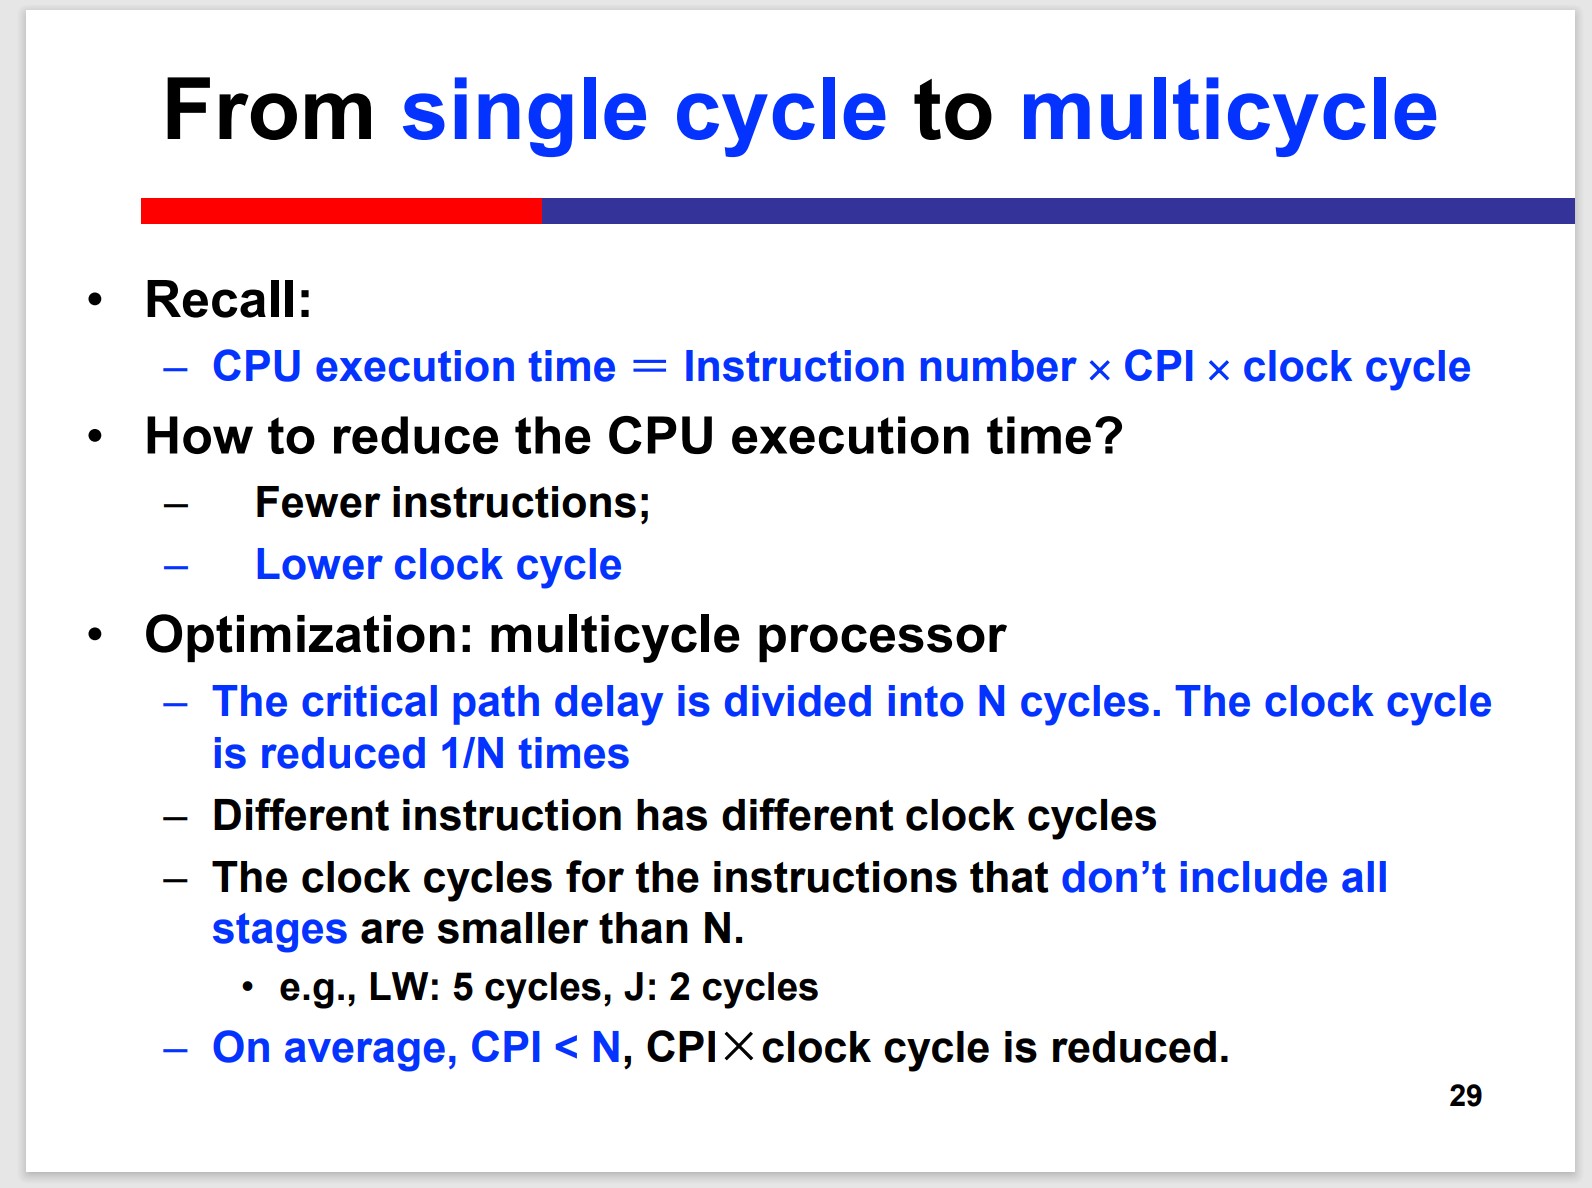 From single cycle to multicycle
• Recall:
– CPU execution time = Instruction number × CPI × clock cycle
• How to reduce the CPU execution time?
– Fewer instructions;
– Lower clock cycle
• Optimization: multicycle processor
– The critical path delay is divided into N cycles. The clock cycle
is reduced 1/N times
– Different instruction has different clock cycles
– The clock cycles for the instructions that don’t include all
stages are smaller than N.
• e.g., LW: 5 cycles, J: 2 cycles
– On average, CPI < N, CPI×clock cycle is reduced.
29